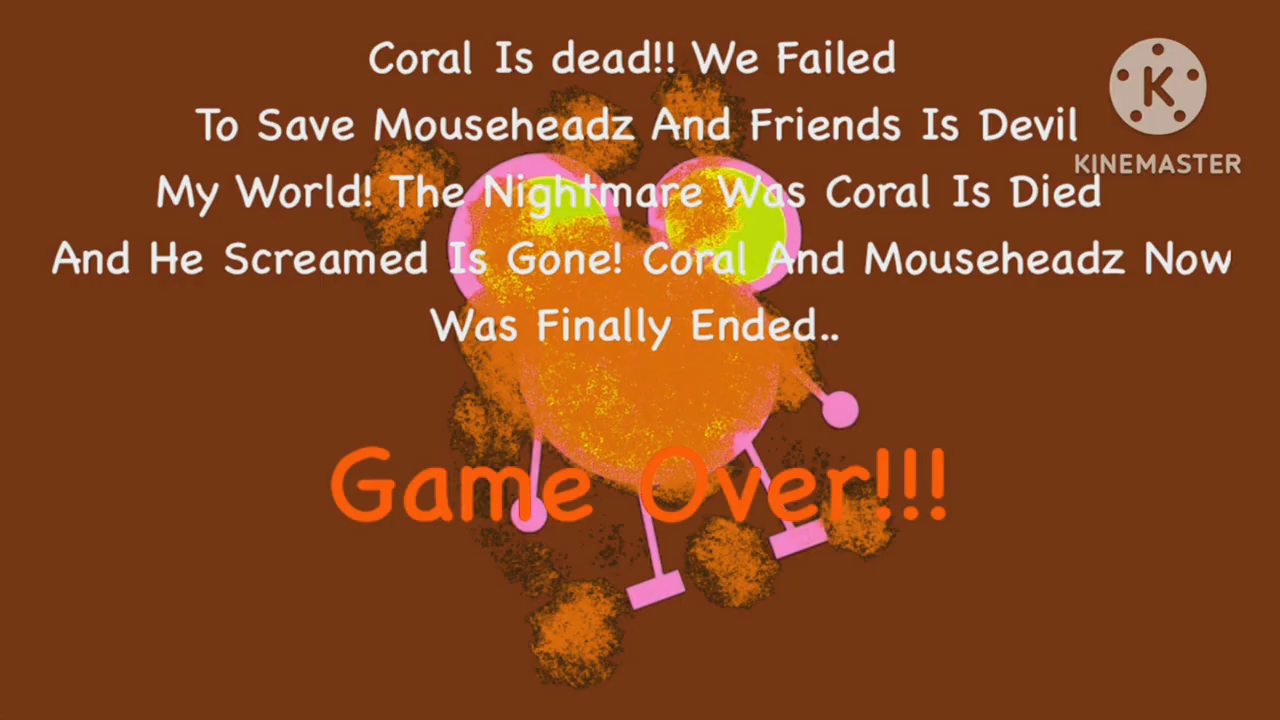 Coral Is dead!! We Failed
To Save Mouseheadz And Friends Is Devil
My World! The Nightmare Was Coral Is Died
And He Screamed Is Gone! Coral And Mouseheadz Now
Was Finally Ended..
Game Over!!!
K
KINEMASTER